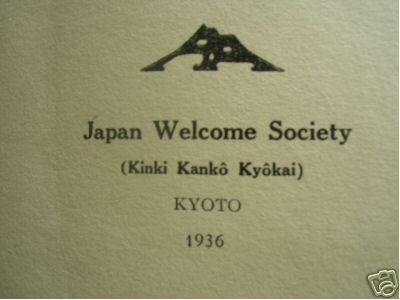 Japan Welcome Society
(Kinki Kankô Kyôkai)
KYOTO
1936